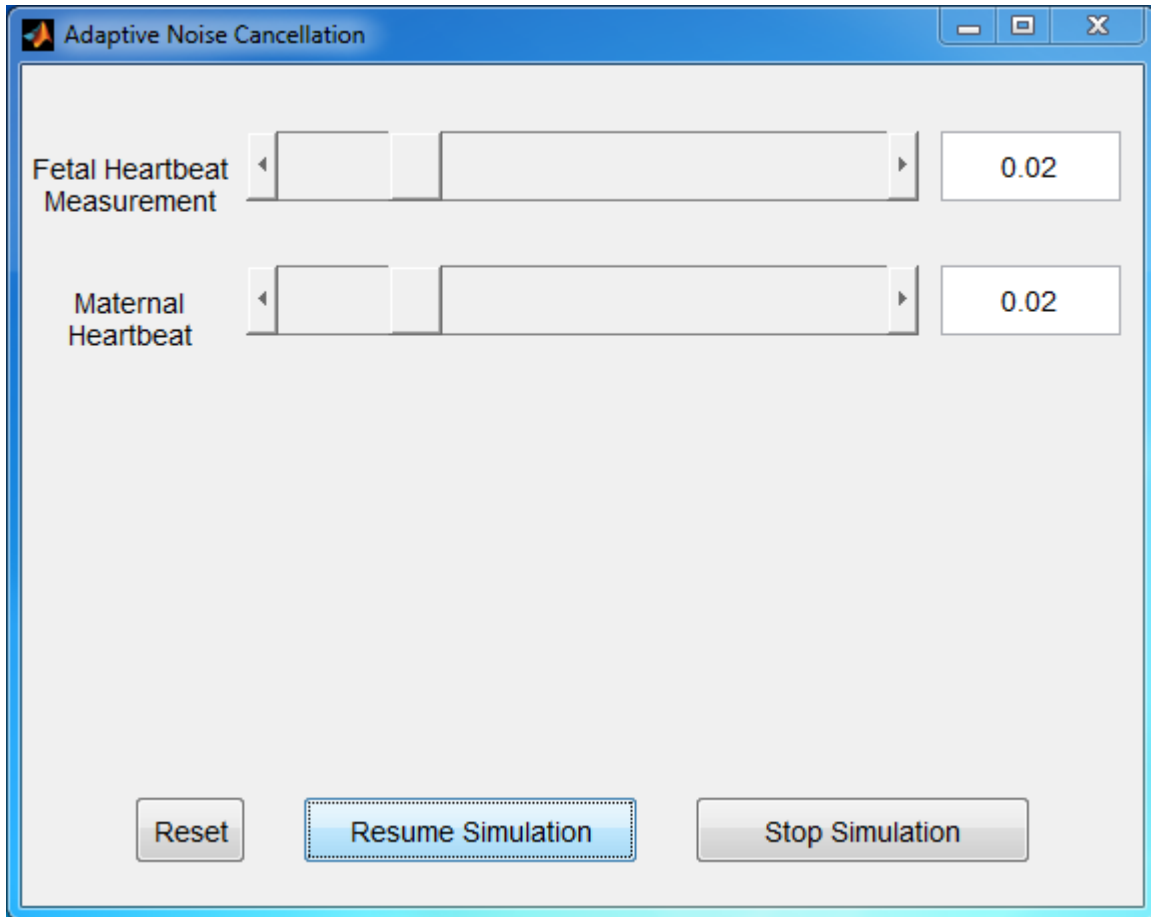 Adaptive Noise Cancellation
Fetal Heartbeat
Measurement
0.02
Maternal
Heartbeat
0.02
Reset
Resume Simulation
Stop Simulation